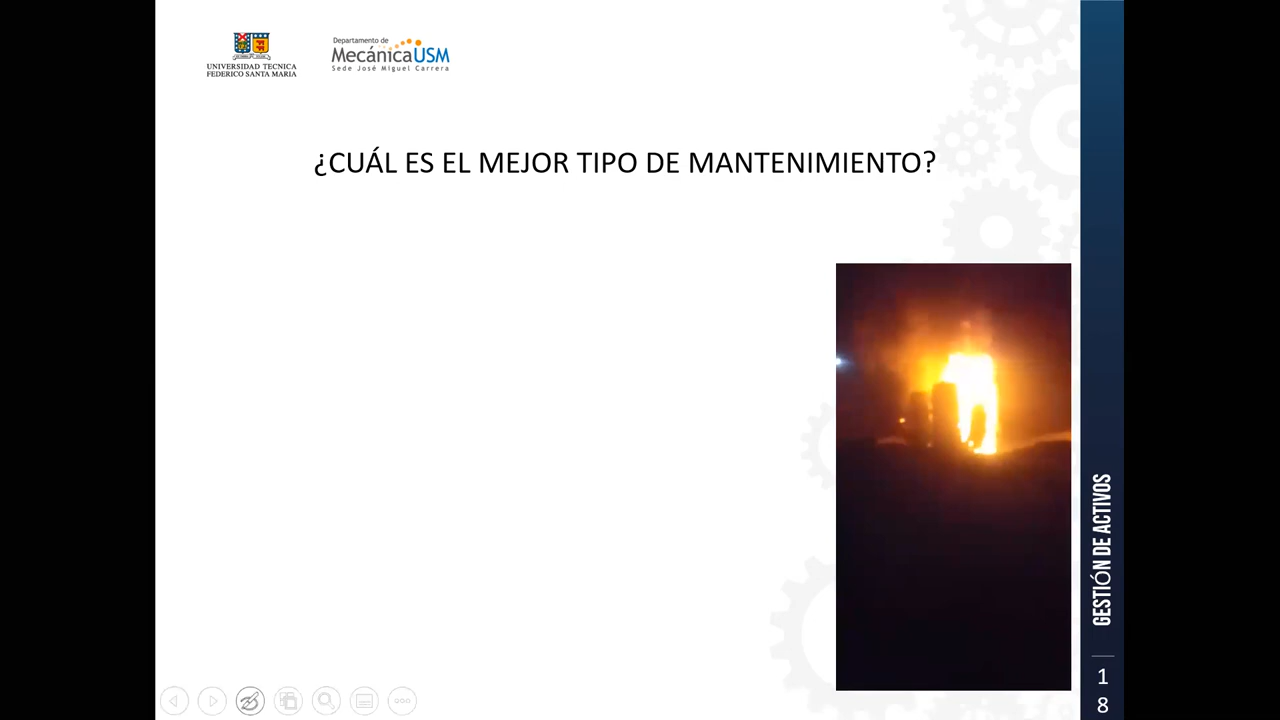 UNIVERSIDAD TECNICA
FEDERICO SANTA MARIA
Departamento de
MecánicaUSM
Sede José Miguel Carrera
¿CUÁL ES EL MEJOR TIPO DE MANTENIMIENTO?
GESTIÓN DE ACTIVOS
1
8